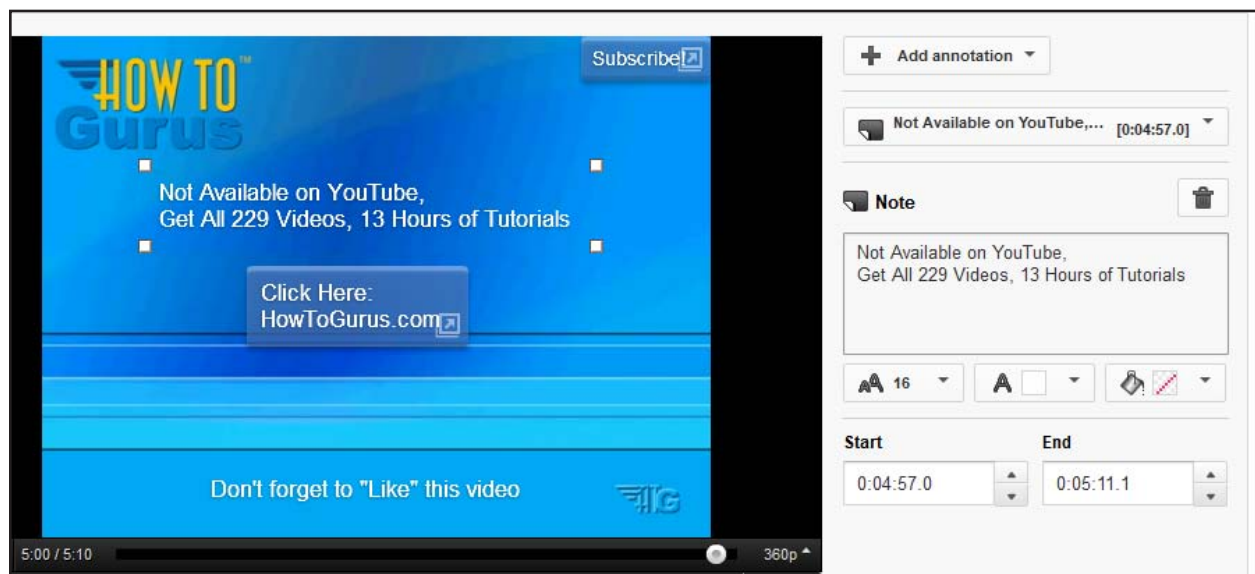 HOW TO™
Gurus
Subscribe
Not Available on YouTube,
Get All 229 Videos, 13 Hours of Tutorials
Click Here:
HowToGurus.com
Don't forget to "Like" this video
HTG
5:00 / 5:10
360p
Add annotation
Not Available on YouTube,... [0:04:57.0]
Note
Not Available on YouTube,
Get All 229 Videos, 13 Hours of Tutorials
AA 16
A
Start
End
0:04:57.0
0:05:11.1